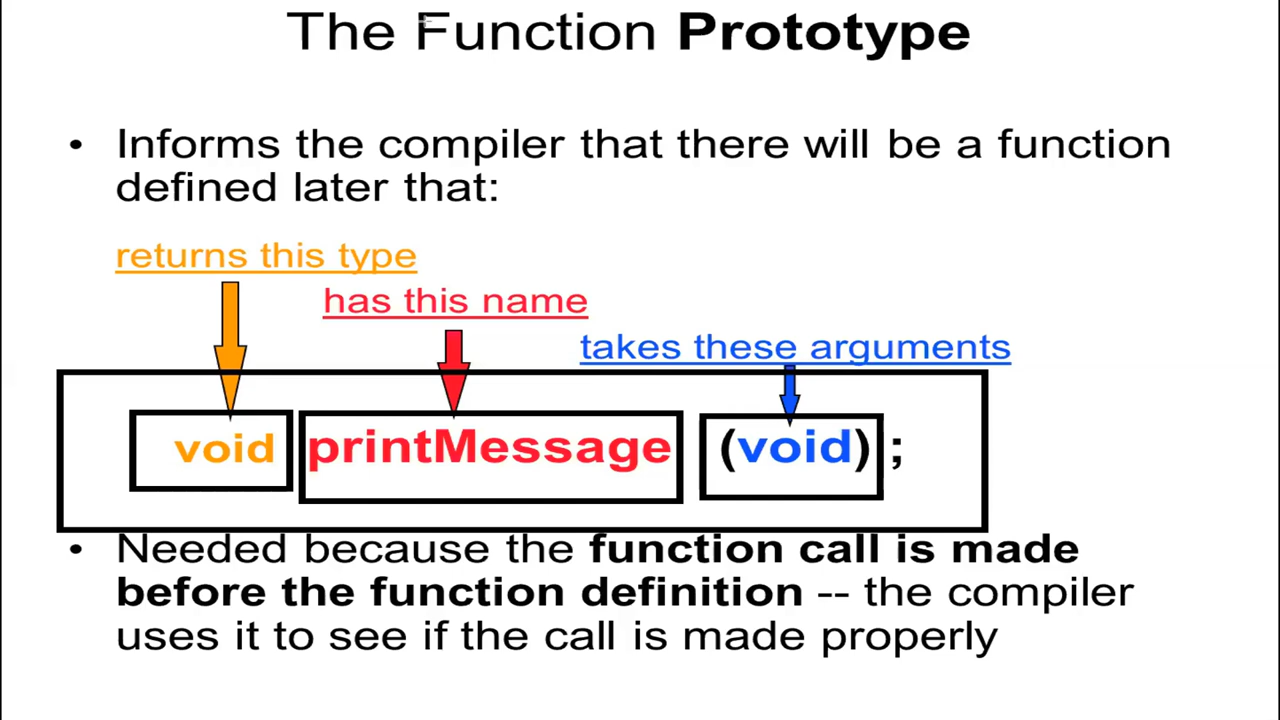 The Function Prototype
• Informs the compiler that there will be a function
defined later that:
returns this type
has this name
takes these arguments
void printMessage (void) ;
• Needed because the function call is made
before the function definition -- the compiler
uses it to see if the call is made properly